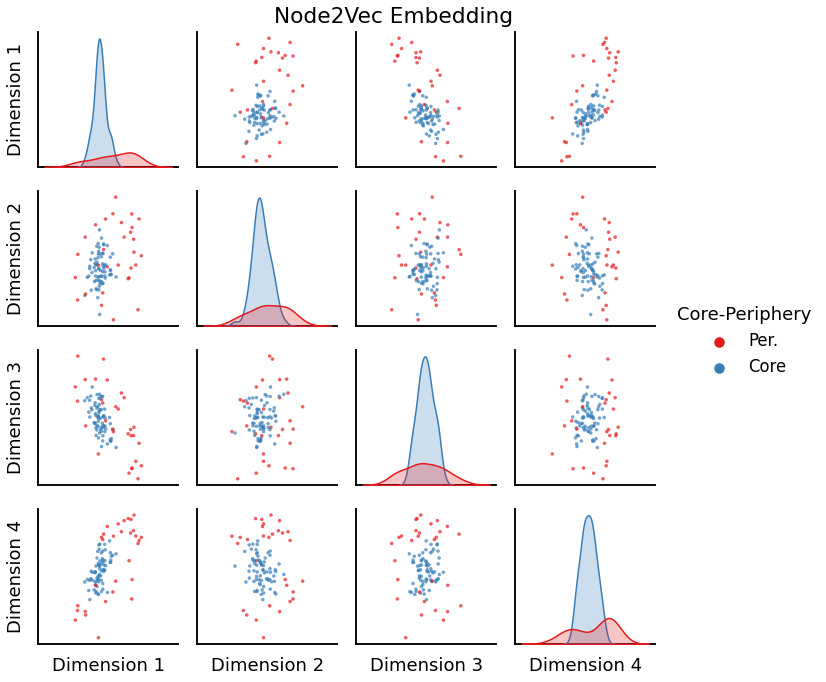 Node2Vec Embedding
Dimension 1
Dimension 2
Dimension 3
Dimension 4
Core-Periphery
Per.
Core
Dimension 1
Dimension 2
Dimension 3
Dimension 4